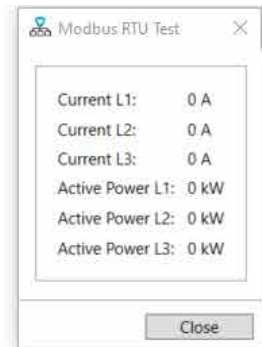 Modbus RTU Test
Current L1: 0 A
Current L2: 0 A
Current L3: 0 A
Active Power L1: 0 kW
Active Power L2: 0 kW
Active Power L3: 0 kW
Close